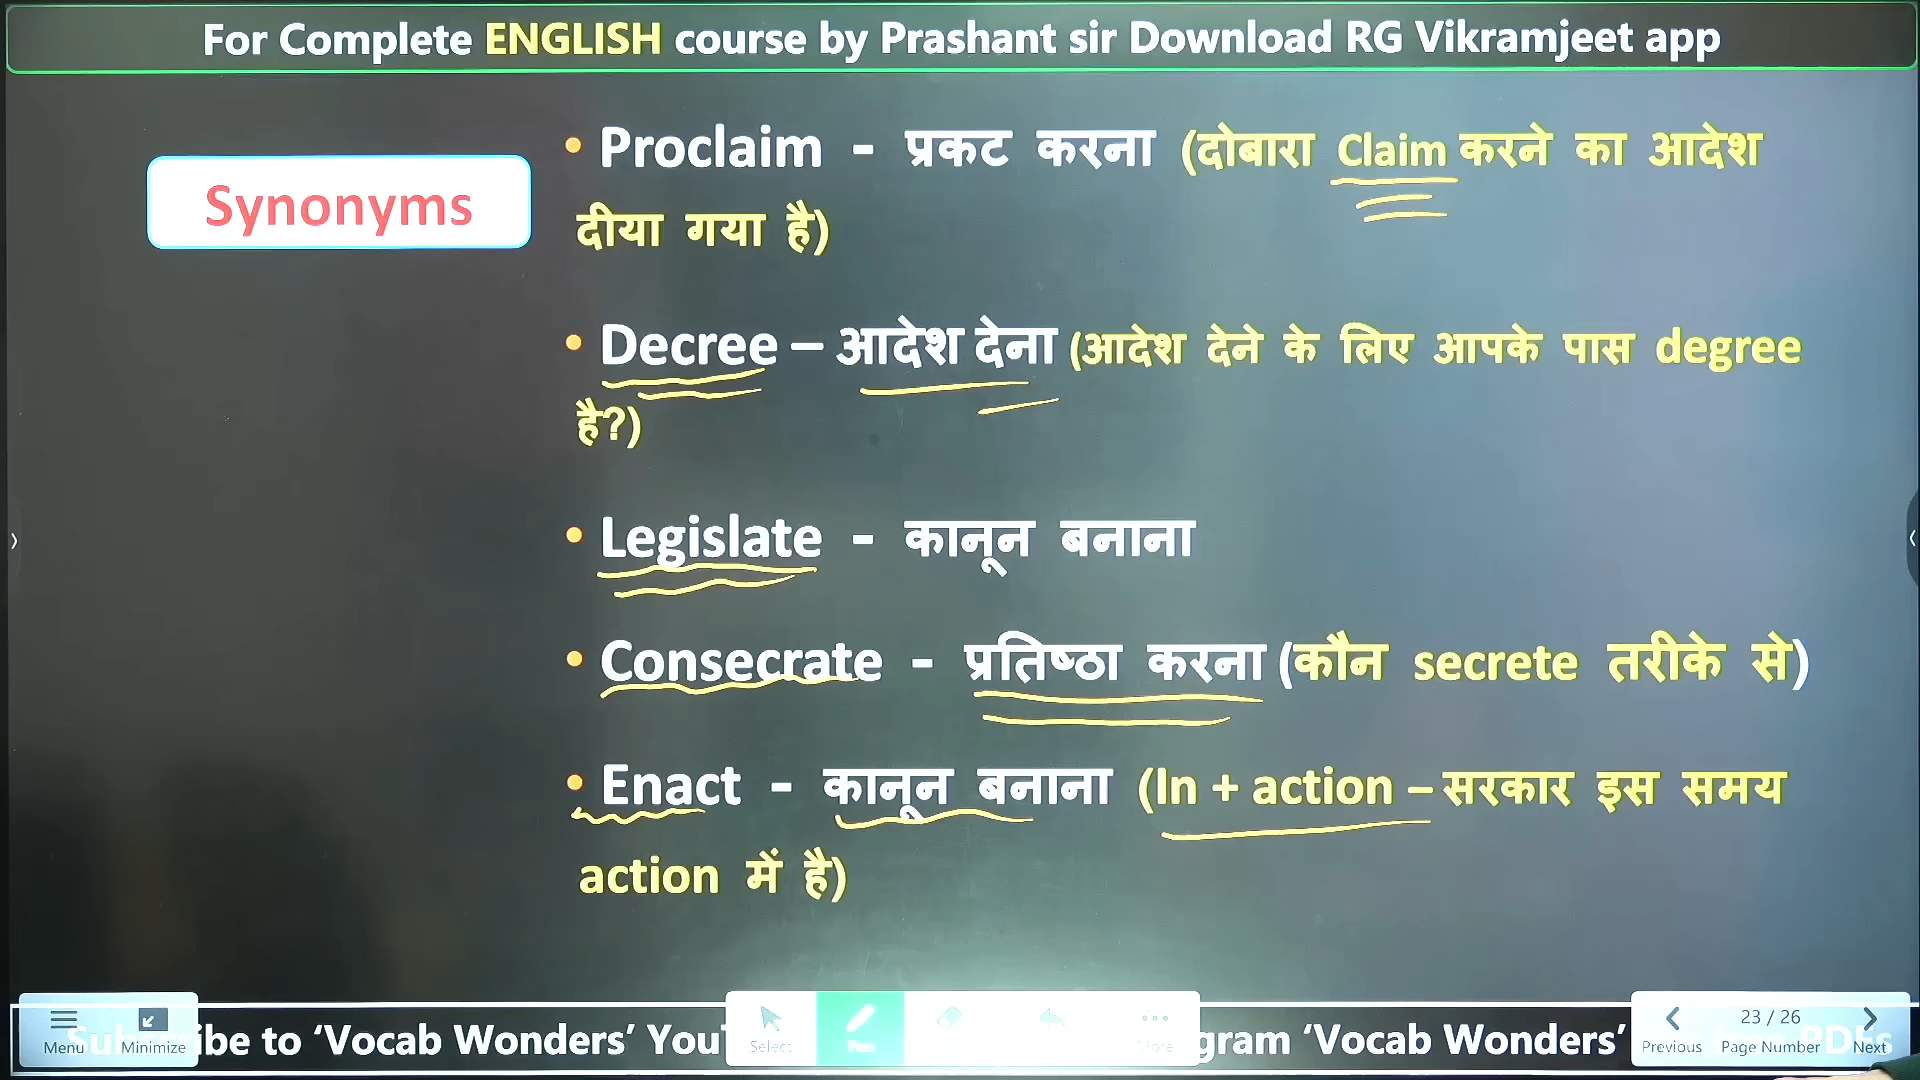 For Complete ENGLISH course by Prashant sir Download RG Vikramjeet app
Synonyms
• Proclaim - प्रकट करना (दोबारा Claim करने का आदेश
दीया गया है)
• Decree – आदेश देना (आदेश देने के लिए आपके पास degree
है?)
• Legislate - कानून बनाना
• Consecrate - प्रतिष्ठा करना (कौन secrete तरीके से)
• Enact - कानून बनाना (In + action – सरकार इस समय
action में है)
Menu Minimize
ibe to ‘Vocab Wonders’ You
Select Pen More
gram ‘Vocab Wonders’
Previous 23 / 26 Page Number Next